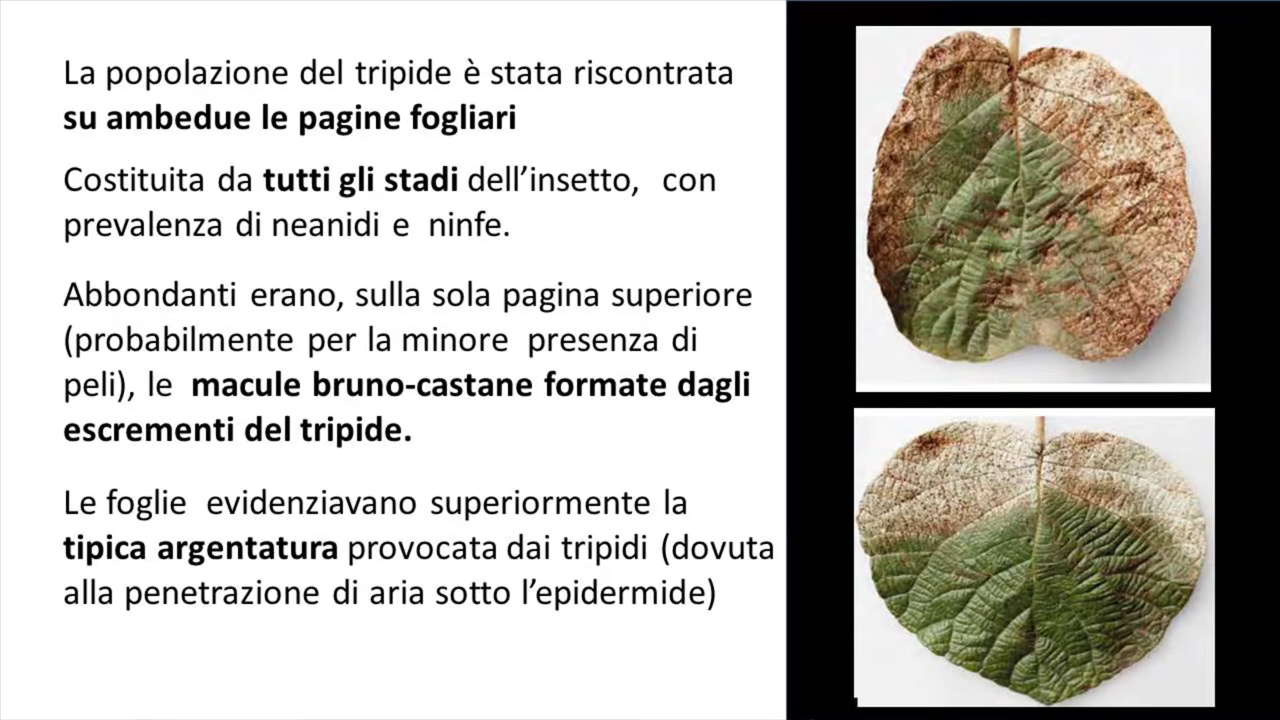 La popolazione del tripide è stata riscontrata
su ambedue le pagine fogliari
Costituita da tutti gli stadi dell’insetto, con
prevalenza di neanidi e ninfe.
Abbondanti erano, sulla sola pagina superiore
(probabilmente per la minore presenza di
peli), le macule bruno-castane formate dagli
escrementi del tripide.
Le foglie evidenziavano superiormente la
tipica argentatura provocata dai tripidi (dovuta
alla penetrazione di aria sotto l’epidermide)